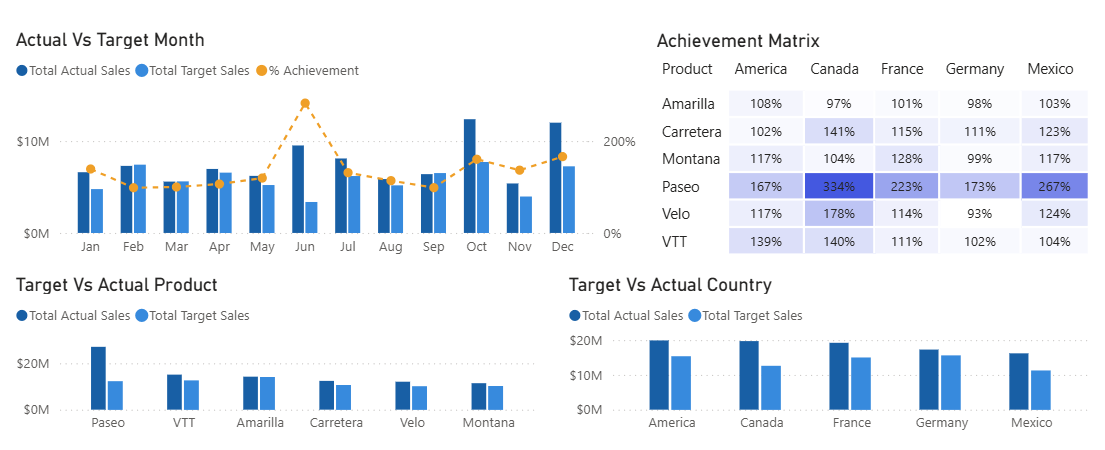 Actual Vs Target Month
Total Actual Sales Total Target Sales % Achievement
$10M 200%
$0M 0%
Jan Feb Mar Apr May Jun Jul Aug Sep Oct Nov Dec
Achievement Matrix
Product America Canada France Germany Mexico
Amarilla 108% 97% 101% 98% 103%
Carretera 102% 141% 115% 111% 123%
Montana 117% 104% 128% 99% 117%
Paseo 167% 334% 223% 173% 267%
Velo 117% 178% 114% 93% 124%
VTT 139% 140% 111% 102% 104%
Target Vs Actual Product
Total Actual Sales Total Target Sales
$20M
$0M
Paseo VTT Amarilla Carretera Velo Montana
Target Vs Actual Country
Total Actual Sales Total Target Sales
$20M
$10M
$0M
America Canada France Germany Mexico